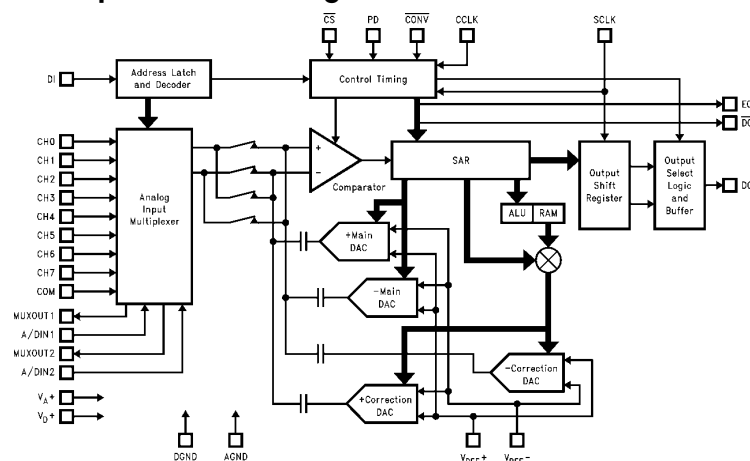 CS PD CONV CCLK SCLK
DI
Address Latch
and Decoder
Control Timing
CH0
CH1
CH2
CH3
CH4
CH5
CH6
CH7
COM
MUXOUT1
A/DIN1
MUXOUT2
A/DIN2
VA+
VD+
DGND
AGND
Analog
Input
Multiplexer
+
−
Comparator
SAR
ALU RAM
Output
Shift
Register
Output
Select
Logic
and
Buffer
+Main
DAC
−Main
DAC
−Correction
DAC
+Correction
DAC